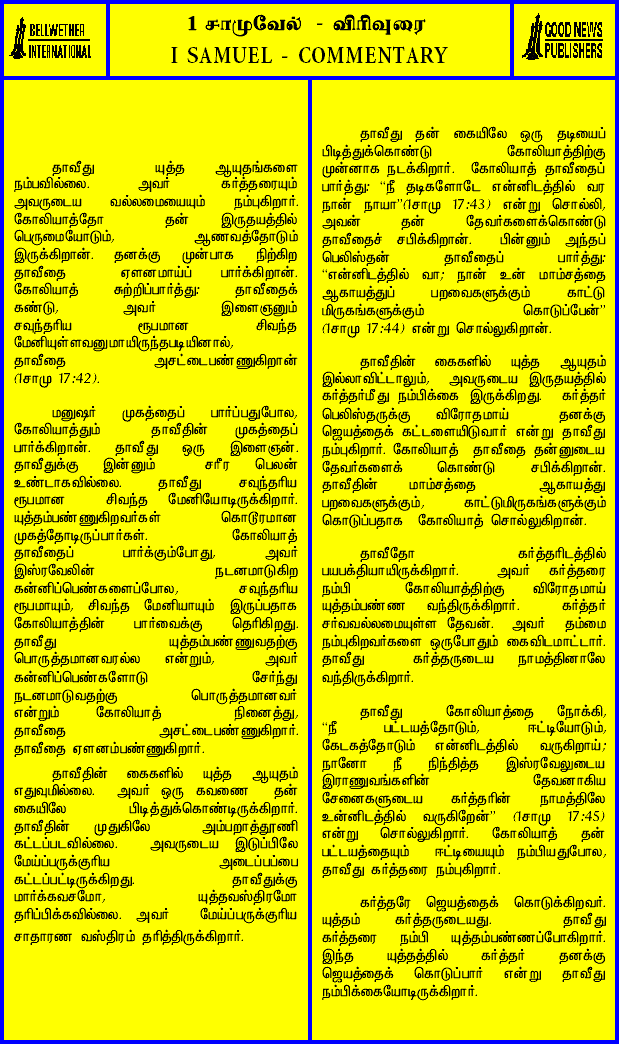 BELLWETHER
INTERNATIONAL
1 சாமுவேல் - விரிவுரை
I SAMUEL - COMMENTARY
GOOD NEWS
PUBLISHERS
தாவீது யுத்த ஆயுதங்களை
நம்பவில்லை. அவர் கர்த்தரையும்
அவருடைய வல்லமையையும் நம்புகிறார்.
கோலியாத்தோ தன் இருதயத்தில்
பெருமையோடும், ஆணவத்தோடும்
இருக்கிறான். தனக்கு முன்பாக நிற்கிற
தாவீதை ஏளனமாய்ப் பார்க்கிறான்.
கோலியாத் சுற்றிப்பார்த்து: தாவீதைக்
கண்டு, அவர் இளைஞனும்
சவுந்தரிய ரூபமான சிவந்த
மேனியுள்ளவனுமாயிருந்தபடியினால்,
தாவீதை அசட்டைபண்ணுகிறான்
(1சாமு 17:42).
மனுஷர் முகத்தைப் பார்ப்பதுபோல,
கோலியாத்தும் தாவீதின் முகத்தைப்
பார்க்கிறான். தாவீது ஒரு இளைஞன்.
தாவீதுக்கு இன்னும் சரீர பெலன்
உண்டாகவில்லை. தாவீது சவுந்தரிய
ரூபமான சிவந்த மேனியோடிருக்கிறார்.
யுத்தம்பண்ணுகிறவர்கள் கொடூரமான
முகத்தோடிருப்பார்கள். கோலியாத்
தாவீதைப் பார்க்கும்போது, அவர்
இஸ்ரவேலின் நடனமாடுகிற
கன்னிப்பெண்களைப்போல, சவுந்தரிய
ரூபமாயும், சிவந்த மேனியாயும் இருப்பதாக
கோலியாத்தின் பார்வைக்கு தெரிகிறது.
தாவீது யுத்தம்பண்ணுவதற்கு
பொருத்தமானவரல்ல என்றும், அவர்
கன்னிப்பெண்களோடு சேர்ந்து
நடனமாடுவதற்கு பொருத்தமானவர்
என்றும் கோலியாத் நினைத்து,
தாவீதை அசட்டைபண்ணுகிறார்.
தாவீதை ஏளனம்பண்ணுகிறார்.
தாவீதின் கைகளில் யுத்த ஆயுதம்
எதுவுமில்லை. அவர் ஒரு கவணை தன்
கையிலே பிடித்துக்கொண்டிருக்கிறார்.
தாவீதின் முதுகிலே அம்பறாத்தூணி
கட்டப்படவில்லை. அவருடைய இடுப்பிலே
மேய்ப்பருக்குரிய அடைப்பப்பை
கட்டப்பட்டிருக்கிறது. தாவீதுக்கு
மார்க்கவசமோ, யுத்தவஸ்திரமோ
தரிப்பிக்கவில்லை. அவர் மேய்ப்பருக்குரிய
சாதாரண வஸ்திரம் தரித்திருக்கிறார்.
தாவீது தன் கையிலே ஒரு தடியைப்
பிடித்துக்கொண்டு கோலியாத்திற்கு
முன்னாக நடக்கிறார். கோலியாத் தாவீதைப்
பார்த்து: “நீ தடிகளோடே என்னிடத்தில் வர
நான் நாயா”(1சாமு 17:43) என்று சொல்லி,
அவன் தன் தேவர்களைக்கொண்டு
தாவீதைச் சபிக்கிறான். பின்னும் அந்தப்
பெலிஸ்தன் தாவீதைப் பார்த்து:
“என்னிடத்தில் வா; நான் உன் மாம்சத்தை
ஆகாயத்துப் பறவைகளுக்கும் காட்டு
மிருகங்களுக்கும் கொடுப்பேன்”
(1சாமு 17:44) என்று சொல்லுகிறான்.
தாவீதின் கைகளில் யுத்த ஆயுதம்
இல்லாவிட்டாலும், அவருடைய இருதயத்தில்
கர்த்தர்மீது நம்பிக்கை இருக்கிறது. கர்த்தர்
பெலிஸ்தருக்கு விரோதமாய் தனக்கு
ஜெயத்தைக் கட்டளையிடுவார் என்று தாவீது
நம்புகிறார். கோலியாத் தாவீதை தன்னுடைய
தேவர்களைக் கொண்டு சபிக்கிறான்.
தாவீதின் மாம்சத்தை ஆகாயத்து
பறவைகளுக்கும், காட்டுமிருகங்களுக்கும்
கொடுப்பதாக கோலியாத் சொல்லுகிறான்.
தாவீதோ கர்த்தரிடத்தில்
பயபக்தியாயிருக்கிறார். அவர் கர்த்தரை
நம்பி கோலியாத்திற்கு விரோதமாய்
யுத்தம்பண்ண வந்திருக்கிறார். கர்த்தர்
சர்வவல்லமையுள்ள தேவன். அவர் தம்மை
நம்புகிறவர்களை ஒருபோதும் கைவிடமாட்டார்.
தாவீது கர்த்தருடைய நாமத்தினாலே
வந்திருக்கிறார்.
தாவீது கோலியாத்தை நோக்கி,
“நீ பட்டயத்தோடும், ஈட்டியோடும்,
கேடகத்தோடும் என்னிடத்தில் வருகிறாய்;
நானோ நீ நிந்தித்த இஸ்ரவேலுடைய
இராணுவங்களின் தேவனாகிய
சேனைகளுடைய கர்த்தரின் நாமத்திலே
உன்னிடத்தில் வருகிறேன்” (1சாமு 17:45)
என்று சொல்லுகிறார். கோலியாத் தன்
பட்டயத்தையும் ஈட்டியையும் நம்பியதுபோல,
தாவீது கர்த்தரை நம்புகிறார்.
கர்த்தரே ஜெயத்தைக் கொடுக்கிறவர்.
யுத்தம் கர்த்தருடையது. தாவீது
கர்த்தரை நம்பி யுத்தம்பண்ணப்போகிறார்.
இந்த யுத்தத்தில் கர்த்தர் தனக்கு
ஜெயத்தைக் கொடுப்பார் என்று தாவீது
நம்பிக்கையோடிருக்கிறார்.